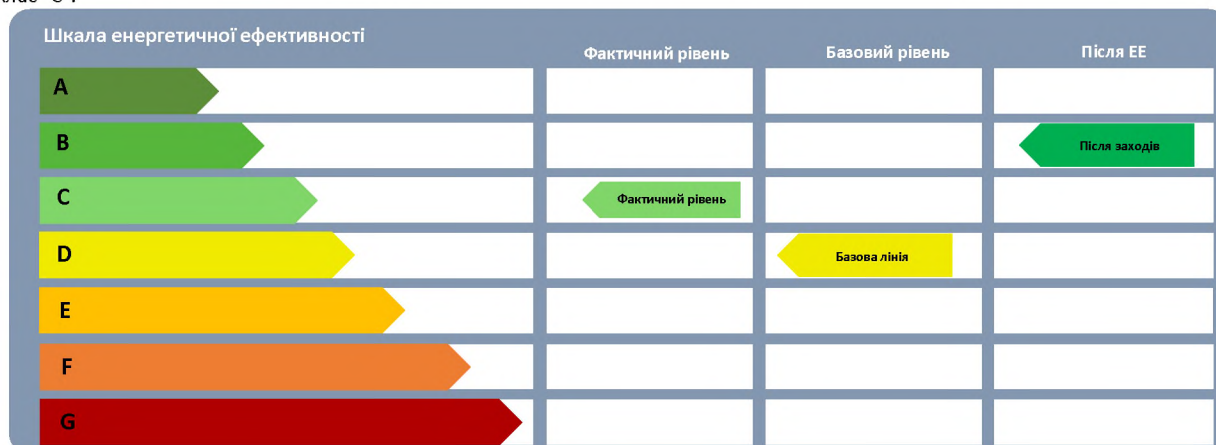 Шкала енергетичної ефективності
Фактичний рівень Базовий рівень Після ЕЕ
A
B Після заходів
C Фактичний рівень
D Базова лінія
E
F
G